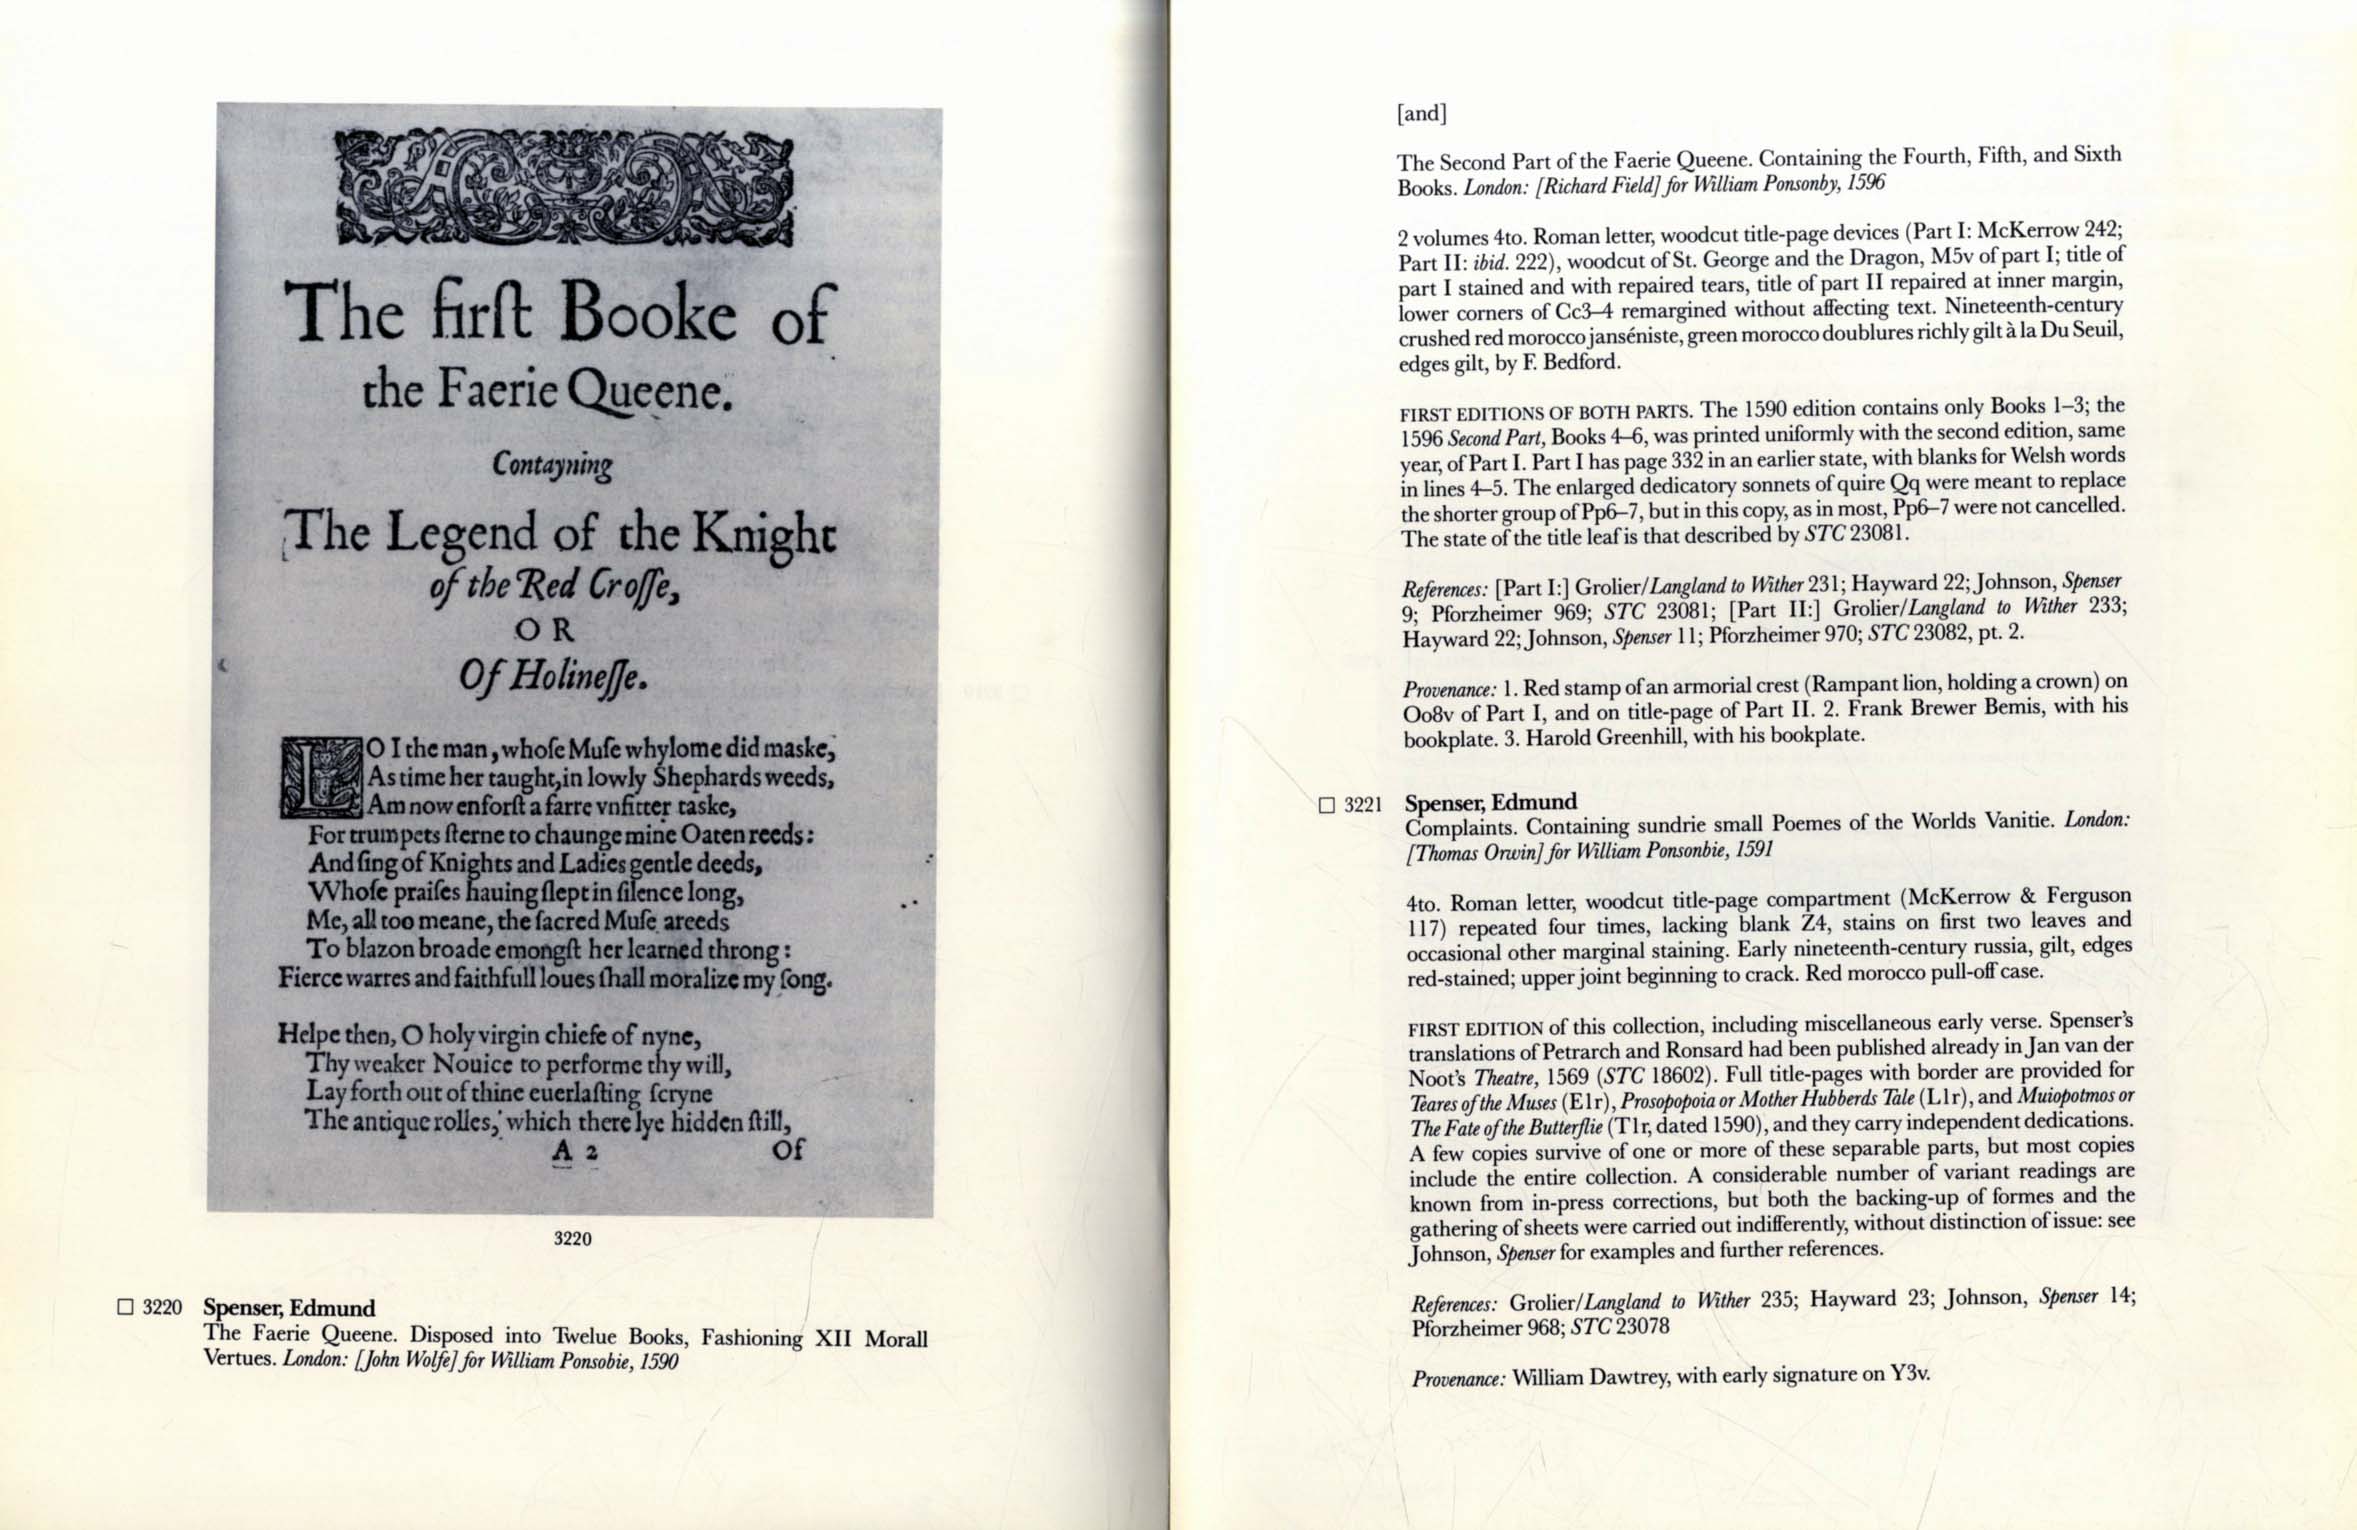 The firſt Booke of
the Faerie Queene.
Contayning
The Legend of the Knight
of the Red Croſſe,
OR
Of Holineſſe.
LO I the man, whoſe Muſe whylome did maske,
As time her taught, in lowly Shephards weeds,
Am now enforſt a farre vnfitter taske,
For trumpets ſterne to chaunge mine Oaten reeds:
And ſing of Knights and Ladies gentle deeds,
Whoſe praiſes hauing ſlept in ſilence long,
Me, all too meane, the ſacred Muſe areeds
To blazon broade emongſt her learned throng:
Fierce warres and faithfull loues ſhall moralize my ſong.
Helpe then, O holy virgin chiefe of nyne,
Thy weaker Nouice to performe thy will,
Lay forth out of thine euerlaſting ſcryne
The antique rolles, which there lye hidden ſtill,
A 2 Of
3220
☐ 3220 Spenser, Edmund
The Faerie Queene. Disposed into Twelue Books, Fashioning XII Morall
Vertues. London: [John Wolfe] for William Ponsobie, 1590
[and]
The Second Part of the Faerie Queene. Containing the Fourth, Fifth, and Sixth
Books. London: [Richard Field] for William Ponsonby, 1596
2 volumes 4to. Roman letter, woodcut title-page devices (Part I: McKerrow 242;
Part II: ibid. 222), woodcut of St. George and the Dragon, M5v of part I; title of
part I stained and with repaired tears, title of part II repaired at inner margin,
lower corners of Cc3–4 remargined without affecting text. Nineteenth-century
crushed red morocco janséniste, green morocco doublures richly gilt à la Du Seuil,
edges gilt, by F. Bedford.
FIRST EDITIONS OF BOTH PARTS. The 1590 edition contains only Books 1–3; the
1596 Second Part, Books 4–6, was printed uniformly with the second edition, same
year, of Part I. Part I has page 332 in an earlier state, with blanks for Welsh words
in lines 4–5. The enlarged dedicatory sonnets of quire Qq were meant to replace
the shorter group of Pp6–7, but in this copy, as in most, Pp6–7 were not cancelled.
The state of the title leaf is that described by STC 23081.
References: [Part I:] Grolier/Langland to Wither 231; Hayward 22; Johnson, Spenser
9; Pforzheimer 969; STC 23081; [Part II:] Grolier/Langland to Wither 233;
Hayward 22; Johnson, Spenser 11; Pforzheimer 970; STC 23082, pt. 2.
Provenance: 1. Red stamp of an armorial crest (Rampant lion, holding a crown) on
Oo8v of Part I, and on title-page of Part II. 2. Frank Brewer Bemis, with his
bookplate. 3. Harold Greenhill, with his bookplate.
☐ 3221 Spenser, Edmund
Complaints. Containing sundrie small Poemes of the Worlds Vanitie. London:
[Thomas Orwin] for William Ponsonbie, 1591
4to. Roman letter, woodcut title-page compartment (McKerrow & Ferguson
117) repeated four times, lacking blank Z4, stains on first two leaves and
occasional other marginal staining. Early nineteenth-century russia, gilt, edges
red-stained; upper joint beginning to crack. Red morocco pull-off case.
FIRST EDITION of this collection, including miscellaneous early verse. Spenser's
translations of Petrarch and Ronsard had been published already in Jan van der
Noot's Theatre, 1569 (STC 18602). Full title-pages with border are provided for
Teares of the Muses (E1r), Prosopopoia or Mother Hubberds Tale (L1r), and Muiopotmos or
The Fate of the Butterflie (T1r, dated 1590), and they carry independent dedications.
A few copies survive of one or more of these separable parts, but most copies
include the entire collection. A considerable number of variant readings are
known from in-press corrections, but both the backing-up of formes and the
gathering of sheets were carried out indifferently, without distinction of issue: see
Johnson, Spenser for examples and further references.
References: Grolier/Langland to Wither 235; Hayward 23; Johnson, Spenser 14;
Pforzheimer 968; STC 23078
Provenance: William Dawtrey, with early signature on Y3v.